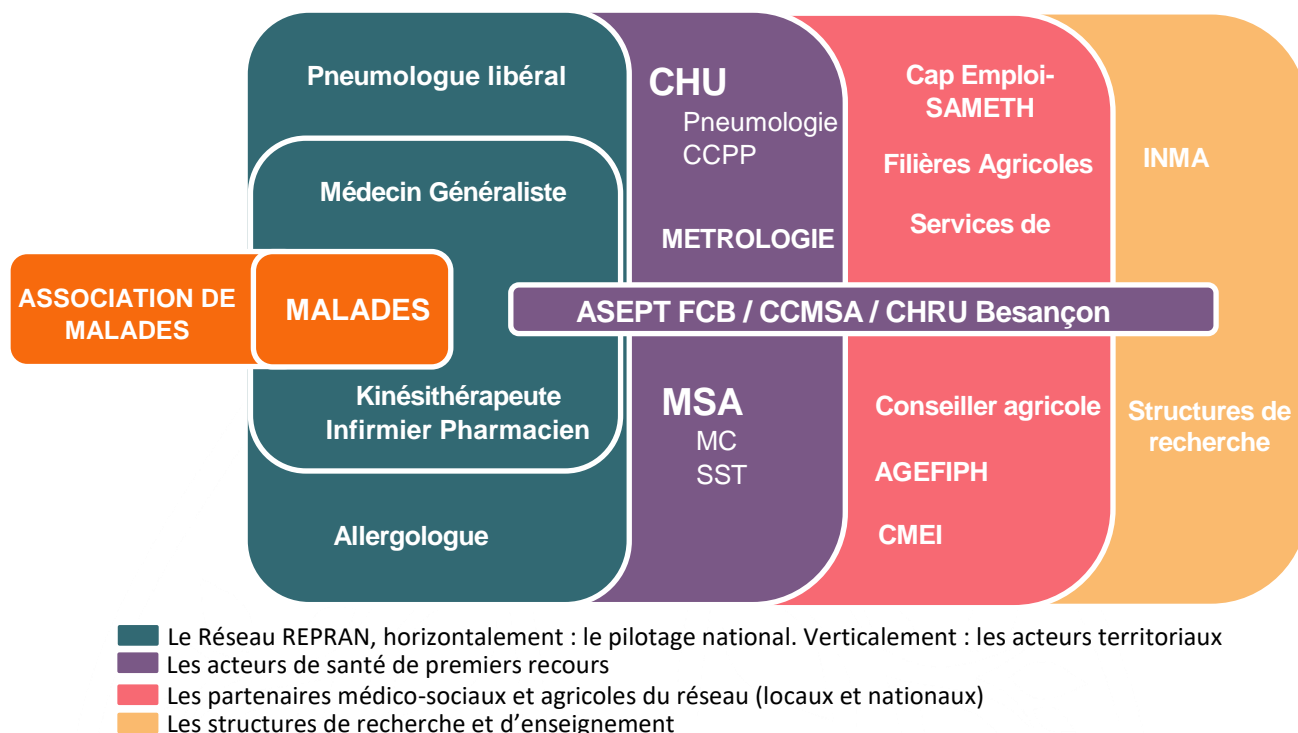 Pneumologue libéral
Médecin Généraliste
ASSOCIATION DE
MALADES
MALADES
Kinésithérapeute
Infirmier Pharmacien
Allergologue
CHU
Pneumologie
CCPP
METROLOGIE
ASEPT FCB / CCMSA / CHRU Besançon
MSA
MC
SST
Cap Emploi-
SAMETH
Filières Agricoles
Services de
Conseiller agricole
AGEFIPH
CMEI
INMA
Structures de
recherche
Le Réseau REPRAN, horizontalement : le pilotage national. Verticalement : les acteurs territoriaux
Les acteurs de santé de premiers recours
Les partenaires médico-sociaux et agricoles du réseau (locaux et nationaux)
Les structures de recherche et d’enseignement